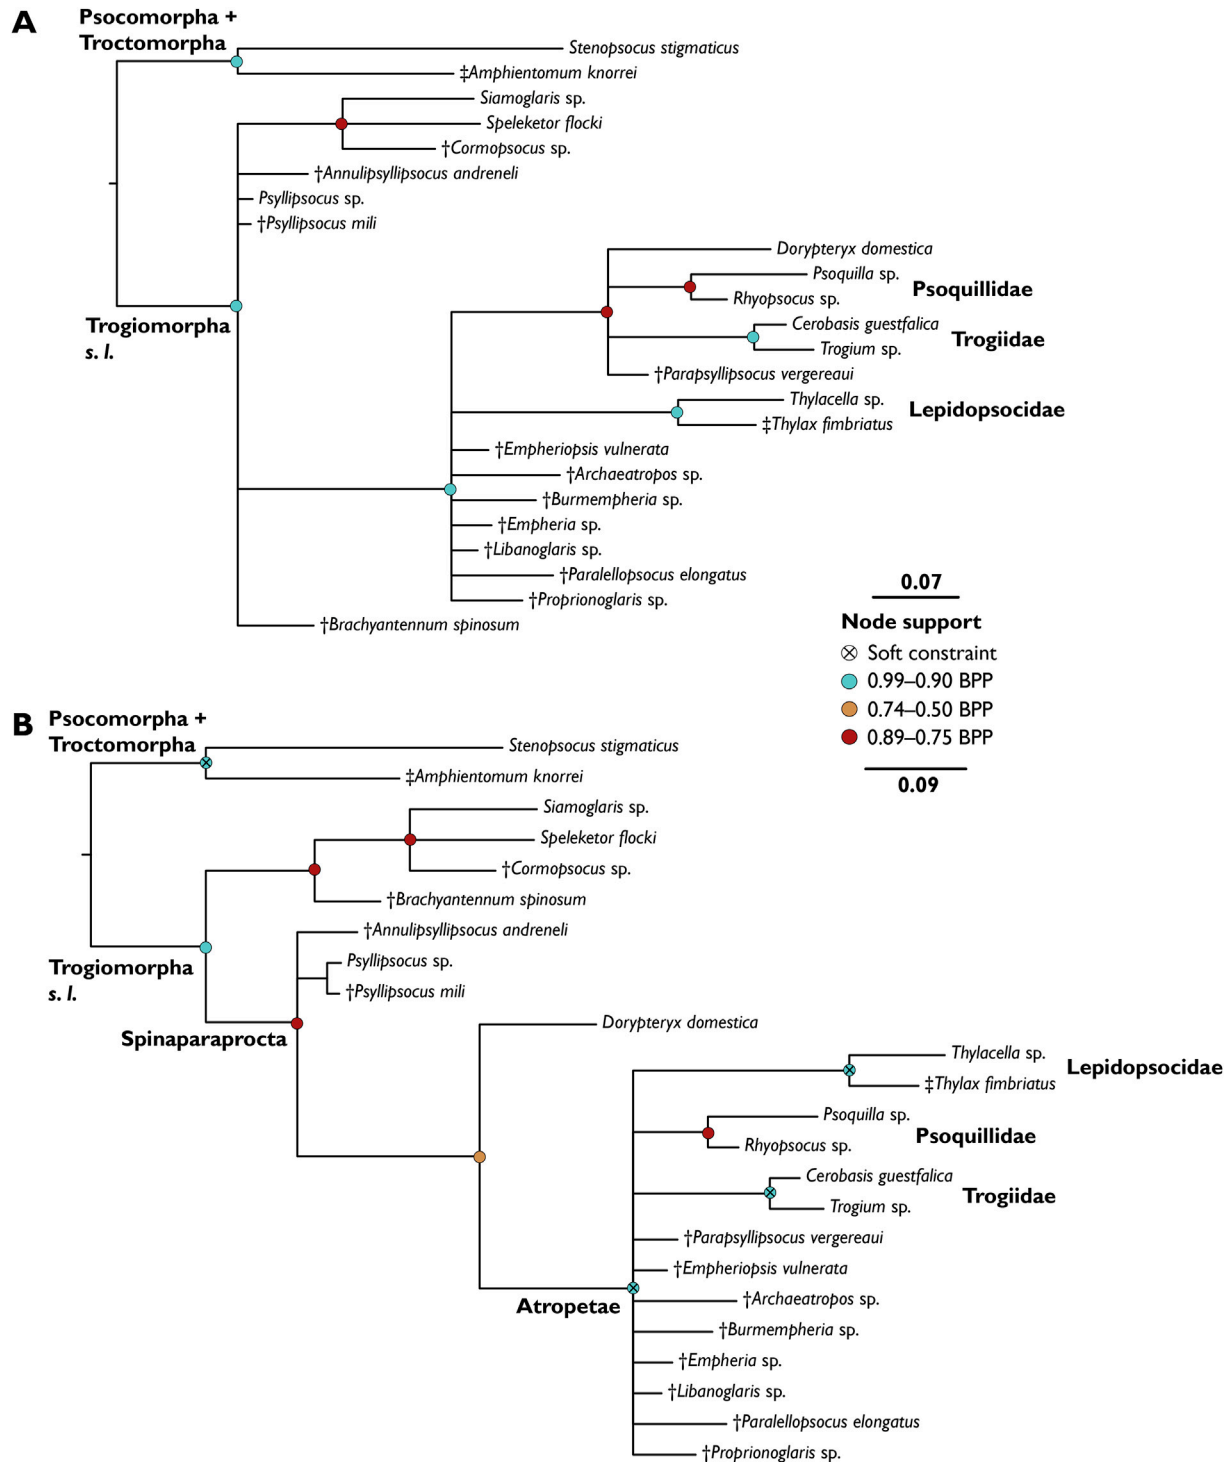 A
Psocomorpha +
Troctomorpha
Stenopsocus stigmaticus
‡Amphientomum knorrei
Siamoglaris sp.
Speleketor flocki
†Cormopsocus sp.
†Annulipsyllipsocus andreneli
Psyllipsocus sp.
†Psyllipsocus mili
Dorypteryx domestica
Psoquilla sp.
Psoquillidae
Rhyopsocus sp.
Trogiomorpha
s. l.
Cerobasis guestfalica
Trogiidae
Trogium sp.
†Parapsyllipsocus vergereaui
Thylacella sp.
Lepidopsocidae
‡Thylax fimbriatus
†Empheriopsis vulnerata
†Archaeatropos sp.
†Burmempheria sp.
†Empheria sp.
†Libanoglaris sp.
†Paralellopsocus elongatus
†Proprionoglaris sp.
†Brachyantennum spinosum
0.07
Node support
Soft constraint
0.99–0.90 BPP
0.74–0.50 BPP
0.89–0.75 BPP
0.09
B
Psocomorpha +
Troctomorpha
Stenopsocus stigmaticus
‡Amphientomum knorrei
Siamoglaris sp.
Speleketor flocki
†Cormopsocus sp.
†Brachyantennum spinosum
†Annulipsyllipsocus andreneli
Trogiomorpha
s. l.
Psyllipsocus sp.
†Psyllipsocus mili
Spinaparaprocta
Dorypteryx domestica
Thylacella sp.
Lepidopsocidae
‡Thylax fimbriatus
Psoquilla sp.
Psoquillidae
Rhyopsocus sp.
Cerobasis guestfalica
Trogiidae
Trogium sp.
†Parapsyllipsocus vergereaui
†Empheriopsis vulnerata
Atropetae
†Archaeatropos sp.
†Burmempheria sp.
†Empheria sp.
†Libanoglaris sp.
†Paralellopsocus elongatus
†Proprionoglaris sp.